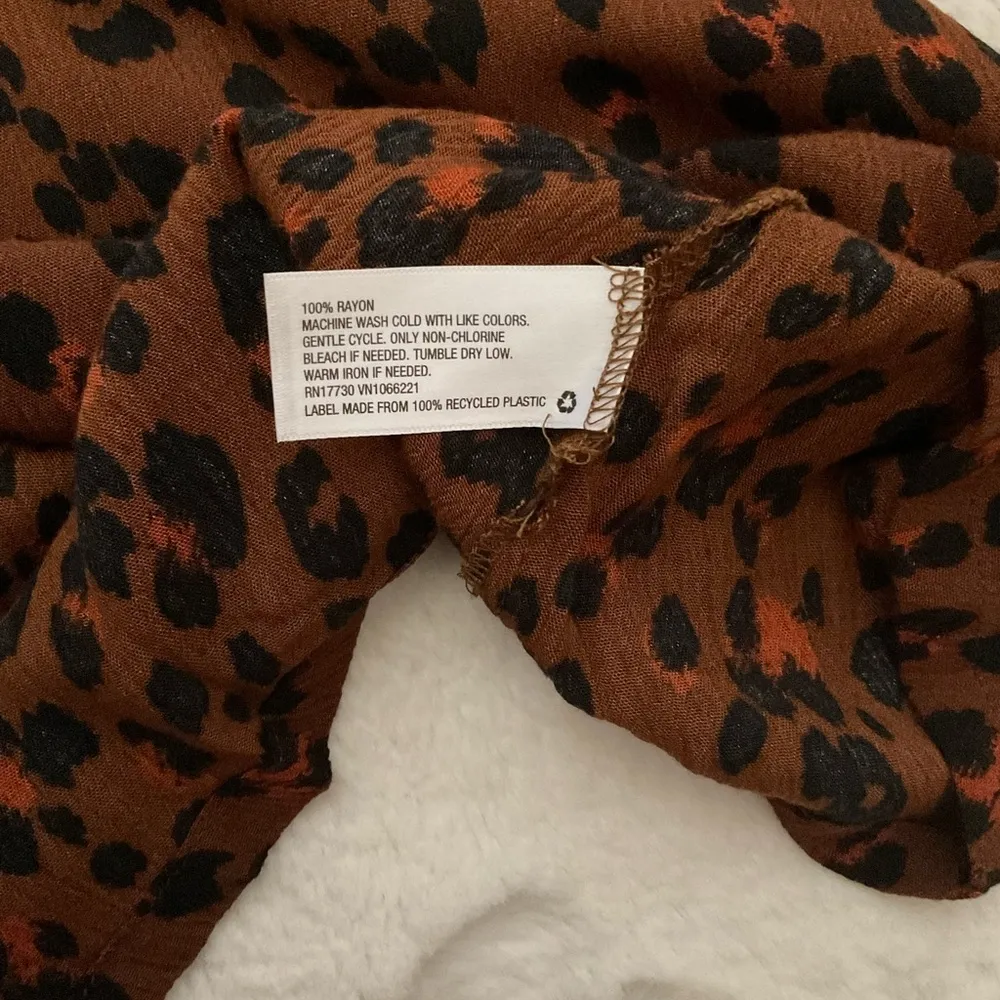 100% RAYON
MACHINE WASH COLD WITH LIKE COLORS.
GENTLE CYCLE. ONLY NON-CHLORINE
BLEACH IF NEEDED. TUMBLE DRY LOW.
WARM IRON IF NEEDED.
RN17730 VN1066221
LABEL MADE FROM 100% RECYCLED PLASTIC